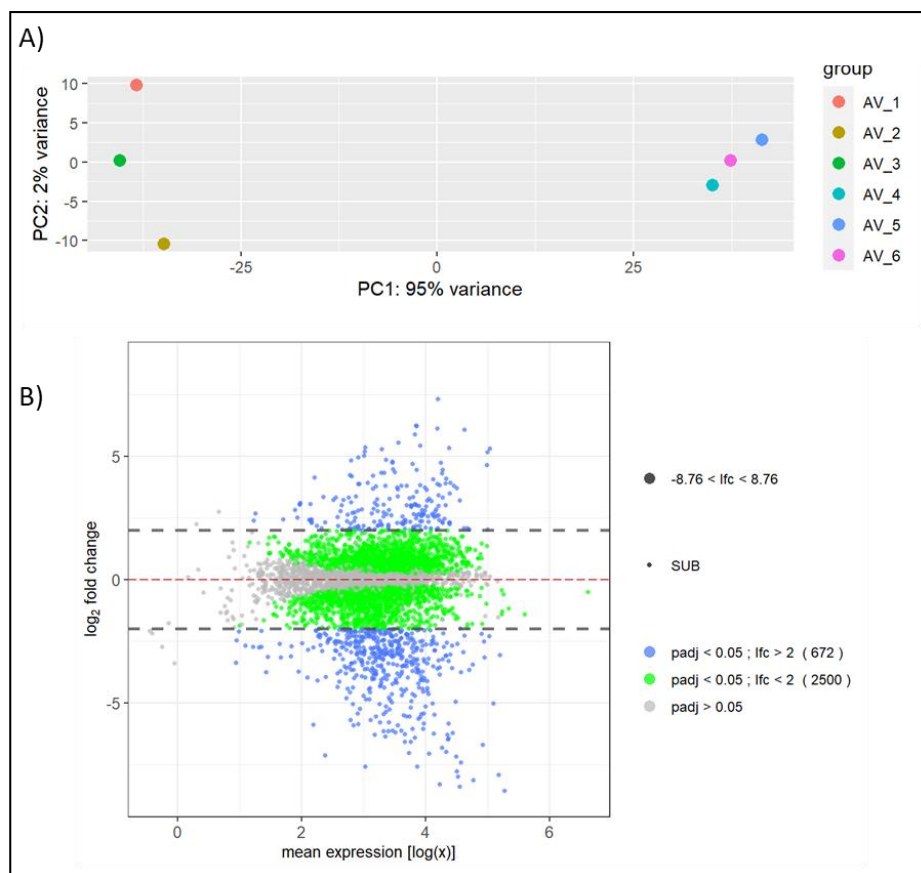 A)
group
AV_1
AV_2
AV_3
AV_4
AV_5
AV_6
10
5
0
-5
-10
PC2: 2% variance
-25
0
25
PC1: 95% variance
B)
5
0
-5
log2 fold change
0
2
4
6
mean expression [log(x)]
-8.76 < lfc < 8.76
SUB
padj < 0.05 ; lfc > 2 ( 672 )
padj < 0.05 ; lfc < 2 ( 2500 )
padj > 0.05